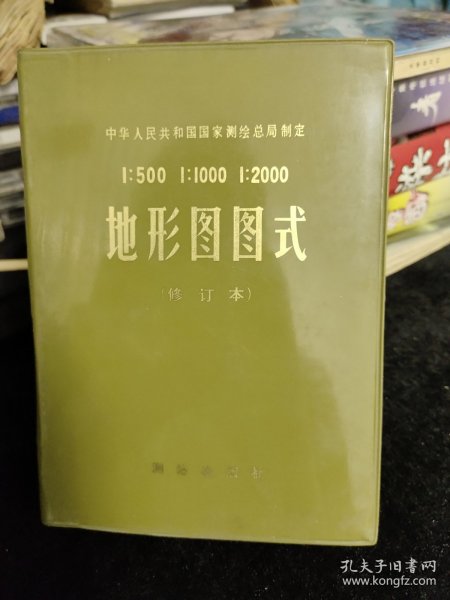 中华人民共和国国家测绘总局制定
1:500 1:1000 1:2000
地形图图式
(修订本)
测绘出版社
孔夫子旧书网
www.kongfz.com